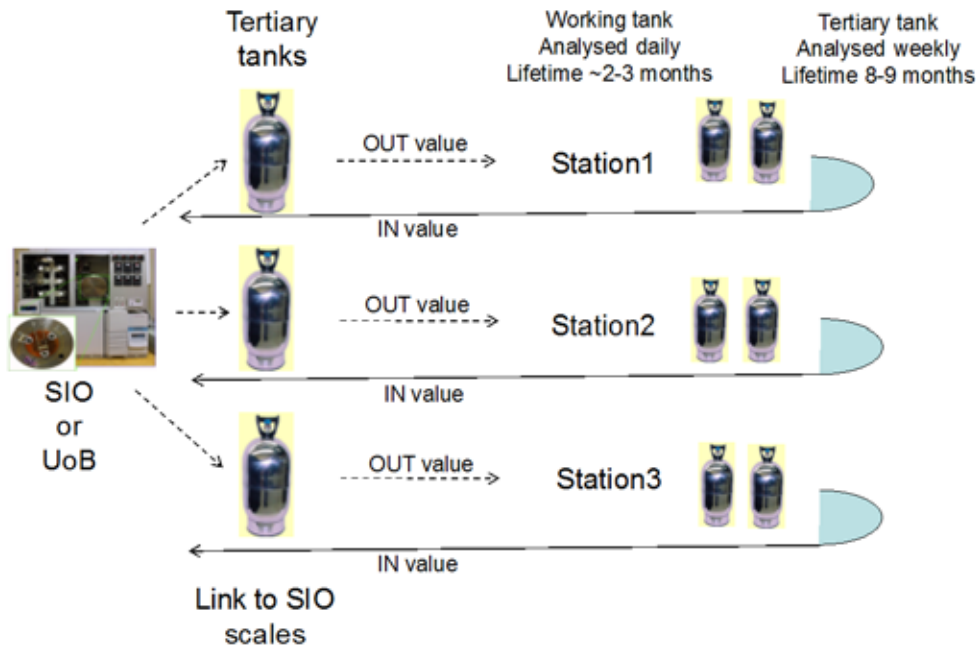 Tertiary
tanks
Working tank
Analysed daily
Lifetime ~2-3 months
Tertiary tank
Analysed weekly
Lifetime 8-9 months
OUT value
Station1
IN value
OUT value
Station2
IN value
SIO
or
UoB
OUT value
Station3
IN value
Link to SIO
scales